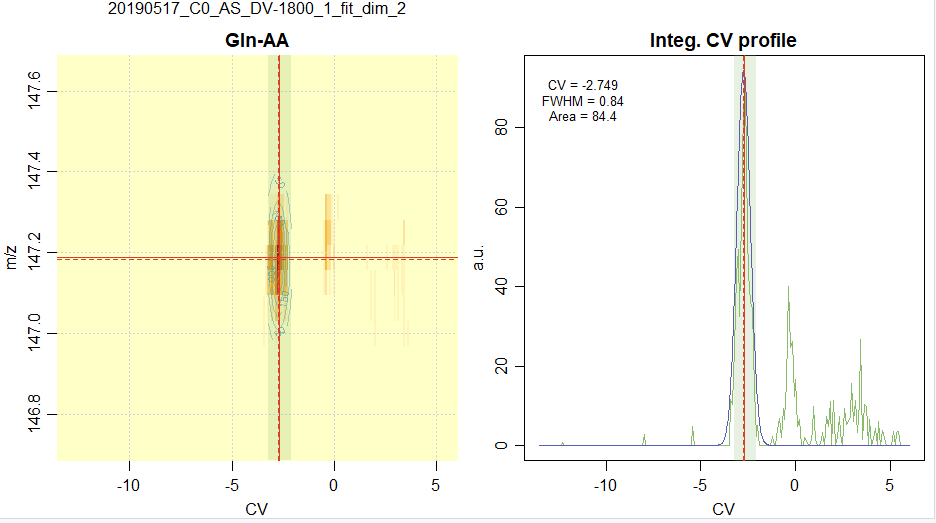 20190517_C0_AS_DV-1800_1_fit_dim_2
Gln-AA
147.6
147.4
147.2
147.0
146.8
m/z
-10
-5
0
5
CV
Integ. CV profile
CV = -2.749
FWHM = 0.84
Area = 84.4
80
60
40
20
0
a.u.
-10
-5
0
5
CV